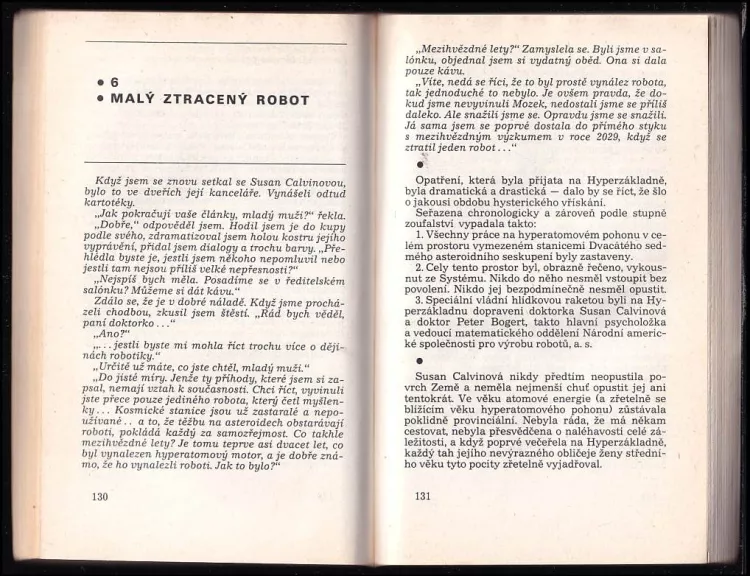 ● 6
● MALÝ ZTRACENÝ ROBOT
Když jsem se znovu setkal se Susan Calvinovou,
bylo to ve dveřích její kanceláře. Vynášeli odtud
kartotéky.
„Jak pokračují vaše články, mladý muži?“ řekla.
„Dobře,“ odpověděl jsem. Hodil jsem je do kupy
podle svého, zdramatizoval jsem holou kostru jejího
vyprávění, přidal jsem dialogy a trochu barvy. „Pře-
hlédla byste je, jestli jsem někoho nepomluvil nebo
jestli tam nejsou příliš velké nepřesnosti?“
„Nejspíš bych měla. Posadíme se v ředitelském
salónku? Můžeme si dát kávu.“
Zdálo se, že je v dobré náladě. Když jsme prochá-
zeli chodbou, zkusil jsem štěstí. „Rád bych věděl,
paní doktorko . . .“
„Ano?“
„. . . jestli byste mi mohla říct trochu více o ději-
nách robotiky.“
„Určitě už máte, co jste chtěl, mladý muži.“
„Do jisté míry. Jenže ty příhody, které jsem si za-
psal, nemají vztah k současnosti. Chci říct, vyvinuli
jste přece pouze jediného robota, který četl myšlen-
ky . . . Kosmické stanice jsou už zastaralé a nepo-
užívané . . a to, že těžbu na asteroidech obstarávají
roboti, pokládá každý za samozřejmost. Co takhle
mezihvězdné lety? Je tomu teprve asi dvacet let, co
byl vynalezen hyperatomový motor, a je dobře zná-
mo, že ho vynalezli roboti. Jak to bylo?“
130
„Mezihvězdné lety?“ Zamyslela se. Byli jsme v sa-
lónku, objednal jsem si vydatný oběd. Ona si dala
pouze kávu.
„Víte, nedá se říci, že to byl prostě vynález robota,
tak jednoduché to nebylo. Je ovšem pravda, že do-
kud jsme nevyvinuli Mozek, nedostali jsme se příliš
daleko. Ale snažili jsme se. Opravdu jsme se snažili.
Já sama jsem se poprvé dostala do přímého styku
s mezihvězdným výzkumem v roce 2029, když se
ztratil jeden robot . . .“
●
Opatření, která byla přijata na Hyperzákladně,
byla dramatická a drastická — dalo by se říct, že šlo
o jakousi obdobu hysterického vřískání.
Seřazena chronologicky a zároveň podle stupně
zoufalství vypadala takto:
1. Všechny práce na hyperatomovém pohonu v ce-
lém prostoru vymezeném stanicemi Dvacátého sed-
mého asteroidního seskupení byly zastaveny.
2. Celý tento prostor byl, obrazně řečeno, vykous-
nut ze Systému. Nikdo do něho nesměl vstoupit bez
povolení. Nikdo jej bezpodmínečně nesměl opustit.
3. Speciální vládní hlídkovou raketou byli na Hy-
perzákladnu dopraveni doktorka Susan Calvinová
a doktor Peter Bogert, takto hlavní psycholožka
a vedoucí matematického oddělení Národní americ-
ké společnosti pro výrobu robotů, a. s.
●
Susan Calvinová nikdy předtím neopustila po-
vrch Země a neměla nejmenší chuť opustit jej ani
tentokrát. Ve věku atomové energie (a zřetelně se
blížícím věku hyperatomového pohonu) zůstávala
poklidně provinciální. Nebyla ráda, že má někam
cestovat, nebyla přesvědčena o naléhavosti celé zá-
ležitosti, a když poprvé večeřela na Hyperzákladně,
každý tah jejího nevýrazného obličeje ženy střední-
ho věku tyto pocity zřetelně vyjadřoval.
131